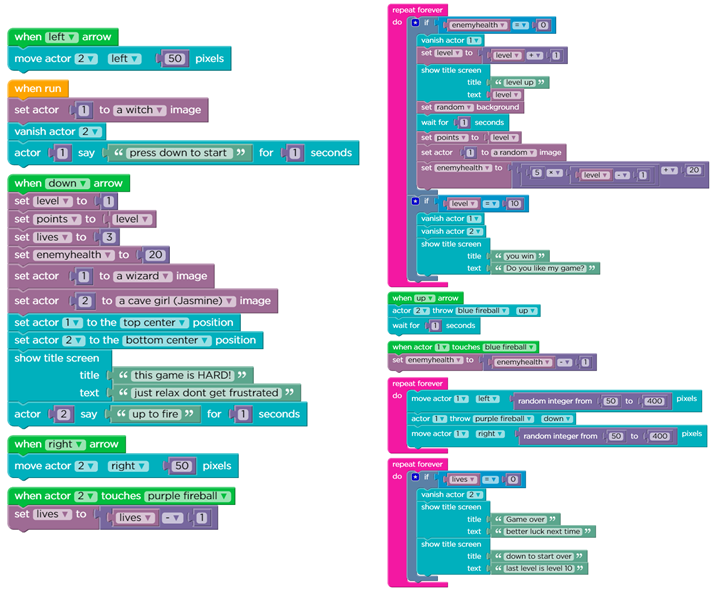 when left ▾ arrow
move actor 2 ▾ left ▾ 50 pixels
when run
set actor 1 to a witch ▾ image
vanish actor 2 ▾
actor 1 say “ press down to start ” for 1 seconds
when down ▾ arrow
set level ▾ to 1
set points ▾ to level ▾
set lives ▾ to 3
set enemyhealth ▾ to 20
set actor 1 to a wizard ▾ image
set actor 2 to a cave girl (Jasmine) ▾ image
set actor 1 ▾ to the top center ▾ position
set actor 2 ▾ to the bottom center ▾ position
show title screen
title “ this game is HARD! ”
text “ just relax dont get frustrated ”
actor 2 say “ up to fire ” for 1 seconds
when right ▾ arrow
move actor 2 ▾ right ▾ 50 pixels
when actor 2 ▾ touches purple fireball ▾
set lives ▾ to lives ▾ - ▾ 1
repeat forever
do if enemyhealth ▾ = ▾ 0
vanish actor 1 ▾
set level ▾ to level ▾ + ▾ 1
show title screen
title “ level up ”
text level ▾
set random ▾ background
wait for 1 seconds
set points ▾ to level ▾
set actor 1 to a random ▾ image
set enemyhealth ▾ to 5 × ▾ level ▾ - ▾ 1 + ▾ 20
if level ▾ = ▾ 10
vanish actor 1 ▾
vanish actor 2 ▾
show title screen
title “ you win ”
text “ Do you like my game? ”
when up ▾ arrow
actor 2 ▾ throw blue fireball ▾ up ▾
wait for 1 seconds
when actor 1 ▾ touches blue fireball ▾
set enemyhealth ▾ to enemyhealth ▾ - ▾ 1
repeat forever
do move actor 1 ▾ left ▾ random integer from 50 to 400 pixels
actor 1 ▾ throw purple fireball ▾ down ▾
move actor 1 ▾ right ▾ random integer from 50 to 400 pixels
repeat forever
do if lives ▾ = ▾ 0
vanish actor 2 ▾
show title screen
title “ Game over ”
text “ better luck next time ”
show title screen
title “ down to start over ”
text “ last level is level 10 ”